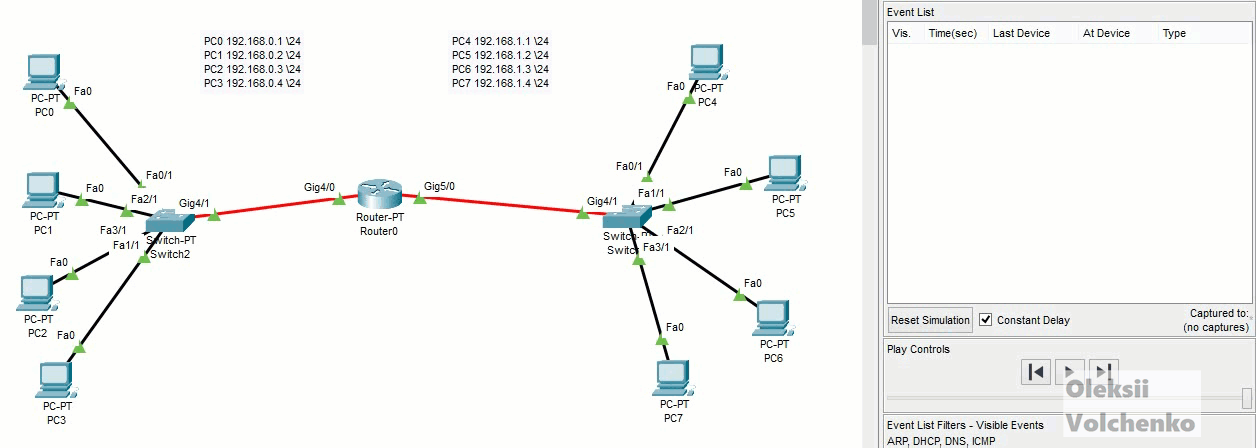 PC0 192.168.0.1 \24
PC1 192.168.0.2 \24
PC2 192.168.0.3 \24
PC3 192.168.0.4 \24
PC4 192.168.1.1 \24
PC5 192.168.1.2 \24
PC6 192.168.1.3 \24
PC7 192.168.1.4 \24
PC-PT
PC0
Fa0
PC-PT
PC1
Fa0
PC-PT
PC2
Fa0
PC-PT
PC3
Fa0
Fa0/1
Fa2/1
Gig4/1
Fa3/1
Fa1/1
Switch-PT
Switch2
Gig4/0
Gig5/0
Router-PT
Router0
Gig4/1
Fa0/1
Fa1/1
Fa2/1
Fa3/1
Fa0
PC-PT
PC4
Fa0
PC-PT
PC5
Fa0
PC-PT
PC6
Fa0
PC-PT
PC7
Event List
Vis. Time(sec) Last Device At Device Type
Reset Simulation Constant Delay
Captured to:
(no captures)
Play Controls
Oleksii
Volchenko
Event List Filters - Visible Events
ARP, DHCP, DNS, ICMP